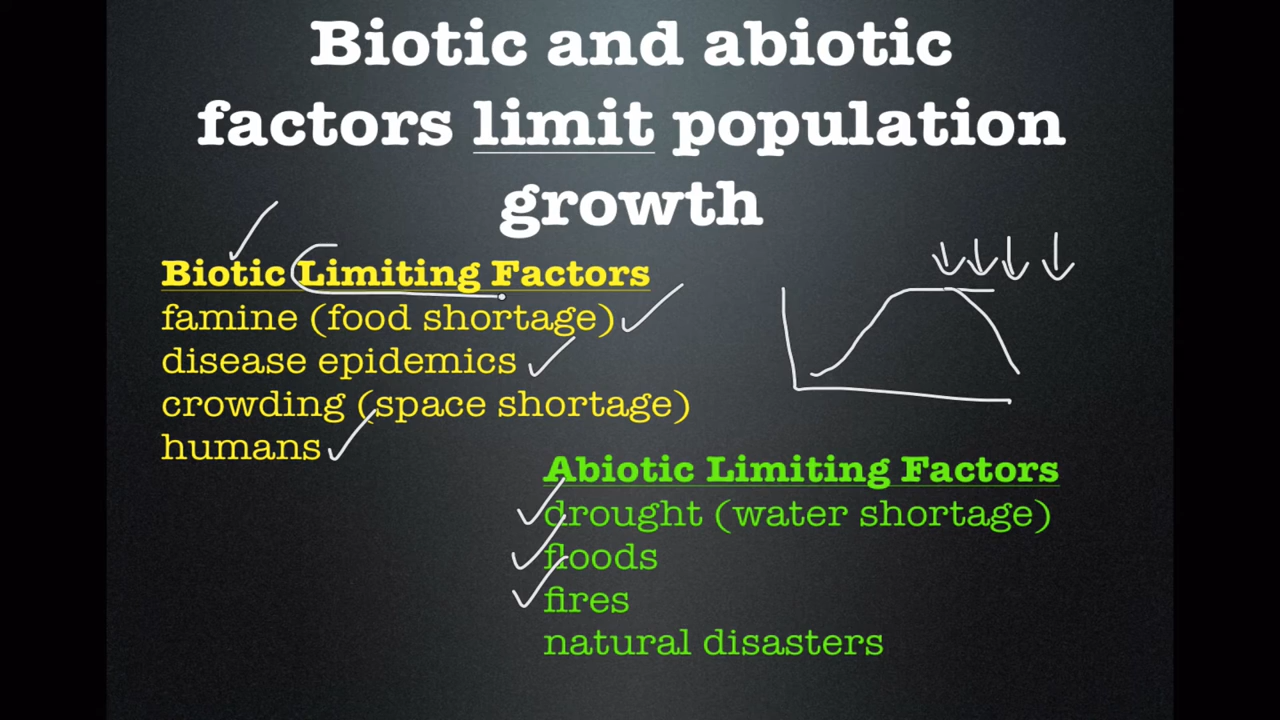 Biotic and abiotic
factors limit population
growth
Biotic Limiting Factors
famine (food shortage)
disease epidemics
crowding (space shortage)
humans
Abiotic Limiting Factors
drought (water shortage)
floods
fires
natural disasters